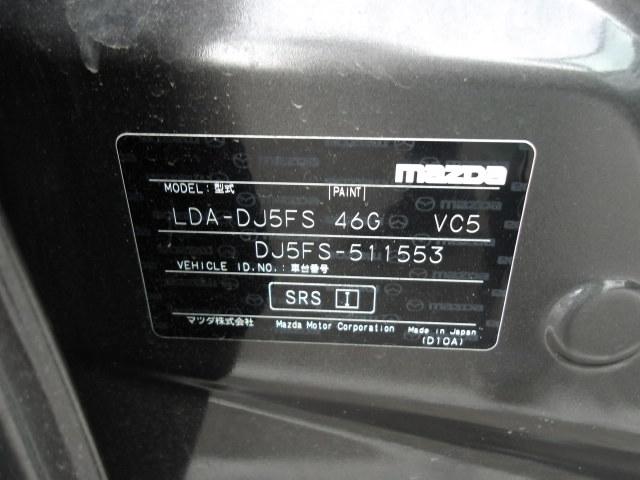 mazda
MODEL: 型式 PAINT
LDA-DJ5FS 46G VC5
DJ5FS-511553
VEHICLE ID.NO.: 車台番号
SRS I
マツダ株式会社 Mazda Motor Corporation Made in Japan
(D10A)